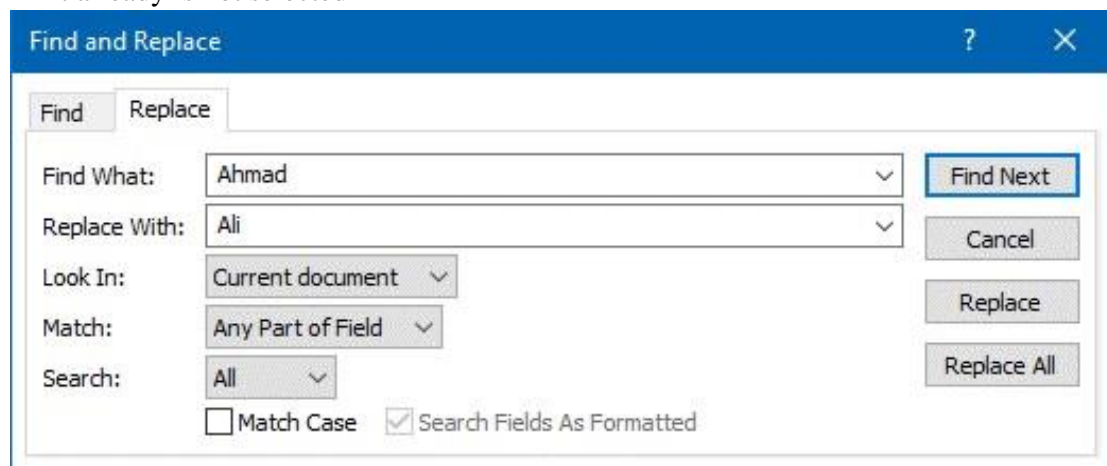 Find and Replace ?
Find Replace
Find What: Ahmad Find Next
Replace With: Ali Cancel
Look In: Current document
Match: Any Part of Field Replace
Search: All Replace All
Match Case Search Fields As Formatted